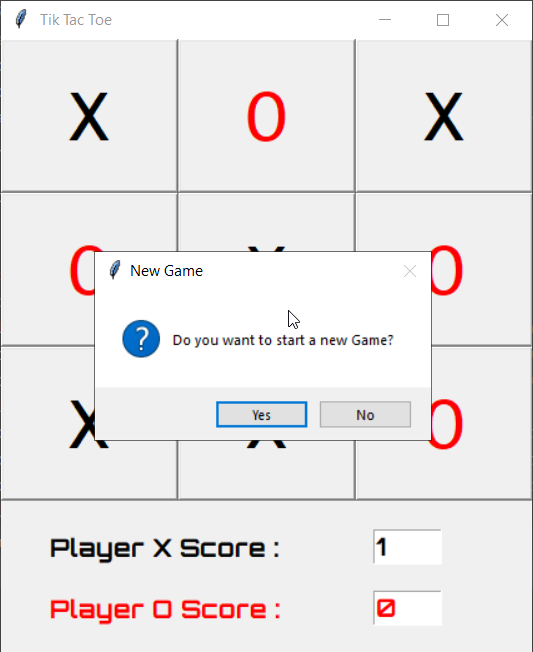 Tik Tac Toe
X O X
O X O
New Game
Do you want to start a new Game?
Yes No
X X O
Player X Score : 1
Player O Score : 0